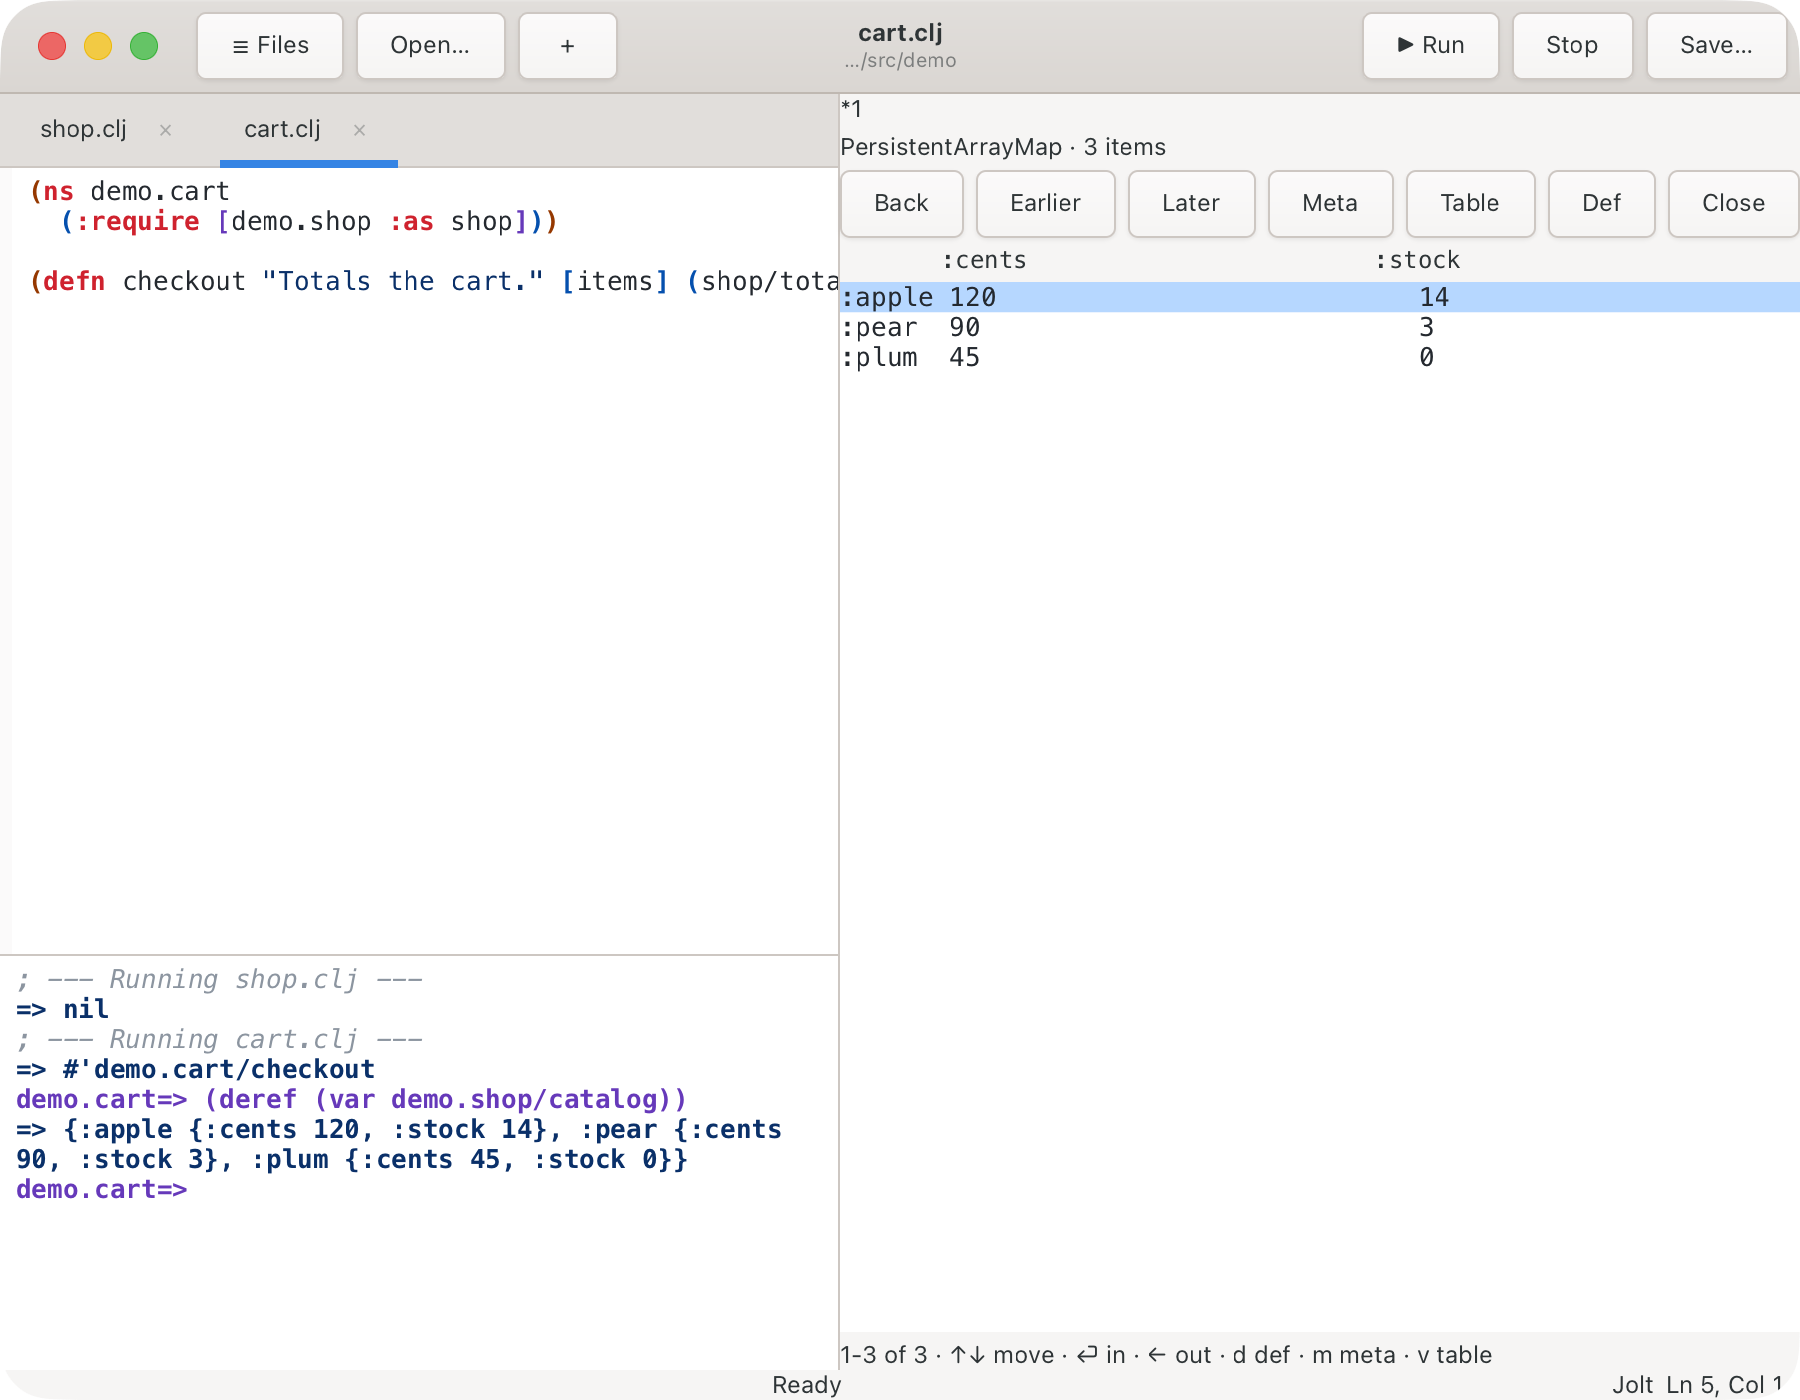 ≡ Files
Open...
+
cart.clj
.../src/demo
▶ Run
Stop
Save...
shop.clj ×
cart.clj ×
(ns demo.cart
(:require [demo.shop :as shop]))
(defn checkout "Totals the cart." [items] (shop/tota
; --- Running shop.clj ---
=> nil
; --- Running cart.clj ---
=> #'demo.cart/checkout
demo.cart=> (deref (var demo.shop/catalog))
=> {:apple {:cents 120, :stock 14}, :pear {:cents
90, :stock 3}, :plum {:cents 45, :stock 0}}
demo.cart=>
*1
PersistentArrayMap · 3 items
Back
Earlier
Later
Meta
Table
Def
Close
:cents :stock
:apple 120 14
:pear 90 3
:plum 45 0
1-3 of 3 · ↑↓ move · ⏎ in · ← out · d def · m meta · v table
Ready
Jolt Ln 5, Col 1